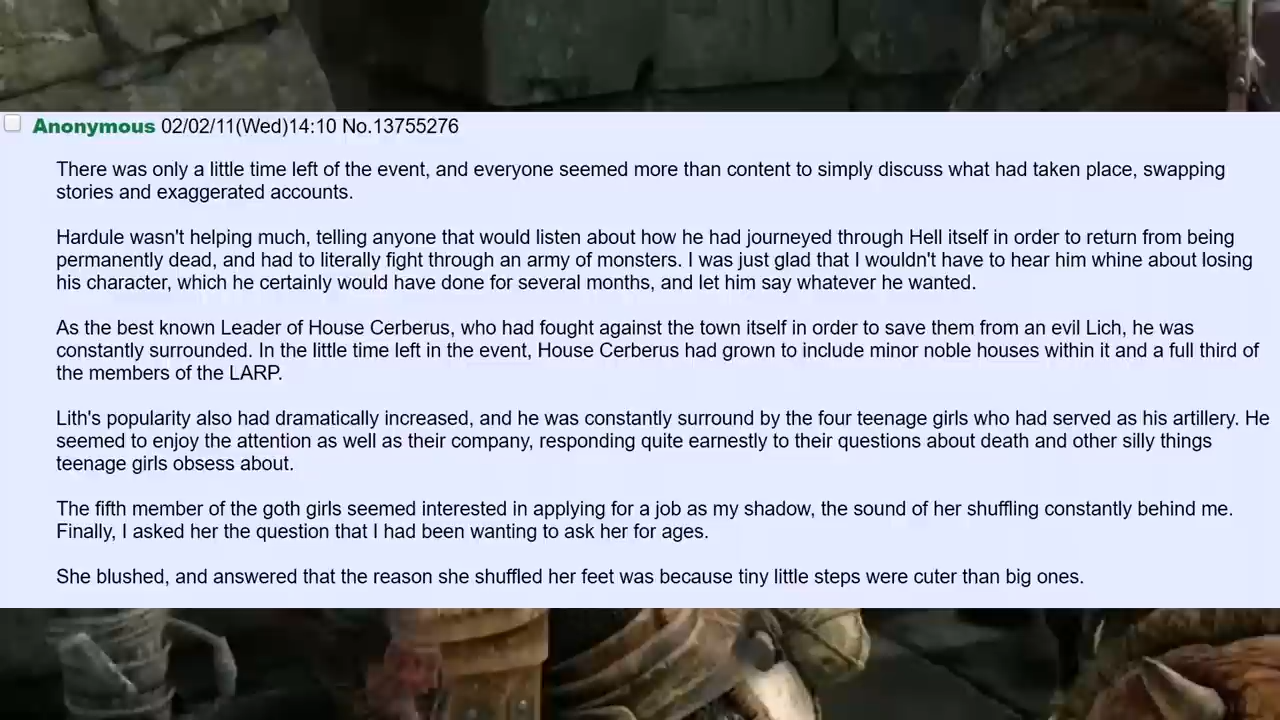 Anonymous 02/02/11(Wed)14:10 No.13755276
There was only a little time left of the event, and everyone seemed more than content to simply discuss what had taken place, swapping
stories and exaggerated accounts.
Hardule wasn't helping much, telling anyone that would listen about how he had journeyed through Hell itself in order to return from being
permanently dead, and had to literally fight through an army of monsters. I was just glad that I wouldn't have to hear him whine about losing
his character, which he certainly would have done for several months, and let him say whatever he wanted.
As the best known Leader of House Cerberus, who had fought against the town itself in order to save them from an evil Lich, he was
constantly surrounded. In the little time left in the event, House Cerberus had grown to include minor noble houses within it and a full third of
the members of the LARP.
Lith's popularity also had dramatically increased, and he was constantly surround by the four teenage girls who had served as his artillery. He
seemed to enjoy the attention as well as their company, responding quite earnestly to their questions about death and other silly things
teenage girls obsess about.
The fifth member of the goth girls seemed interested in applying for a job as my shadow, the sound of her shuffling constantly behind me.
Finally, I asked her the question that I had been wanting to ask her for ages.
She blushed, and answered that the reason she shuffled her feet was because tiny little steps were cuter than big ones.